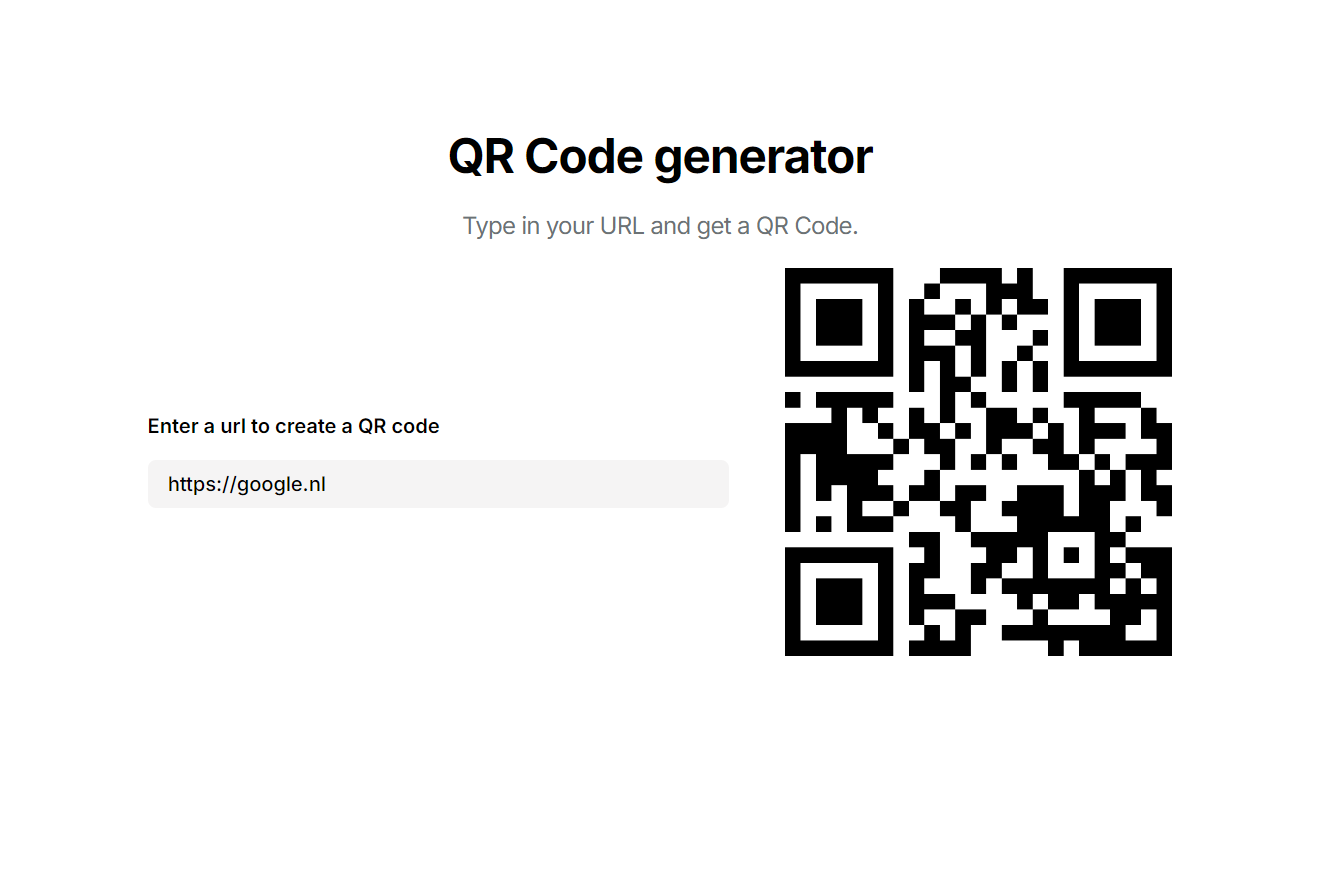 QR Code generator
Type in your URL and get a QR Code.
Enter a url to create a QR code
https://google.nl